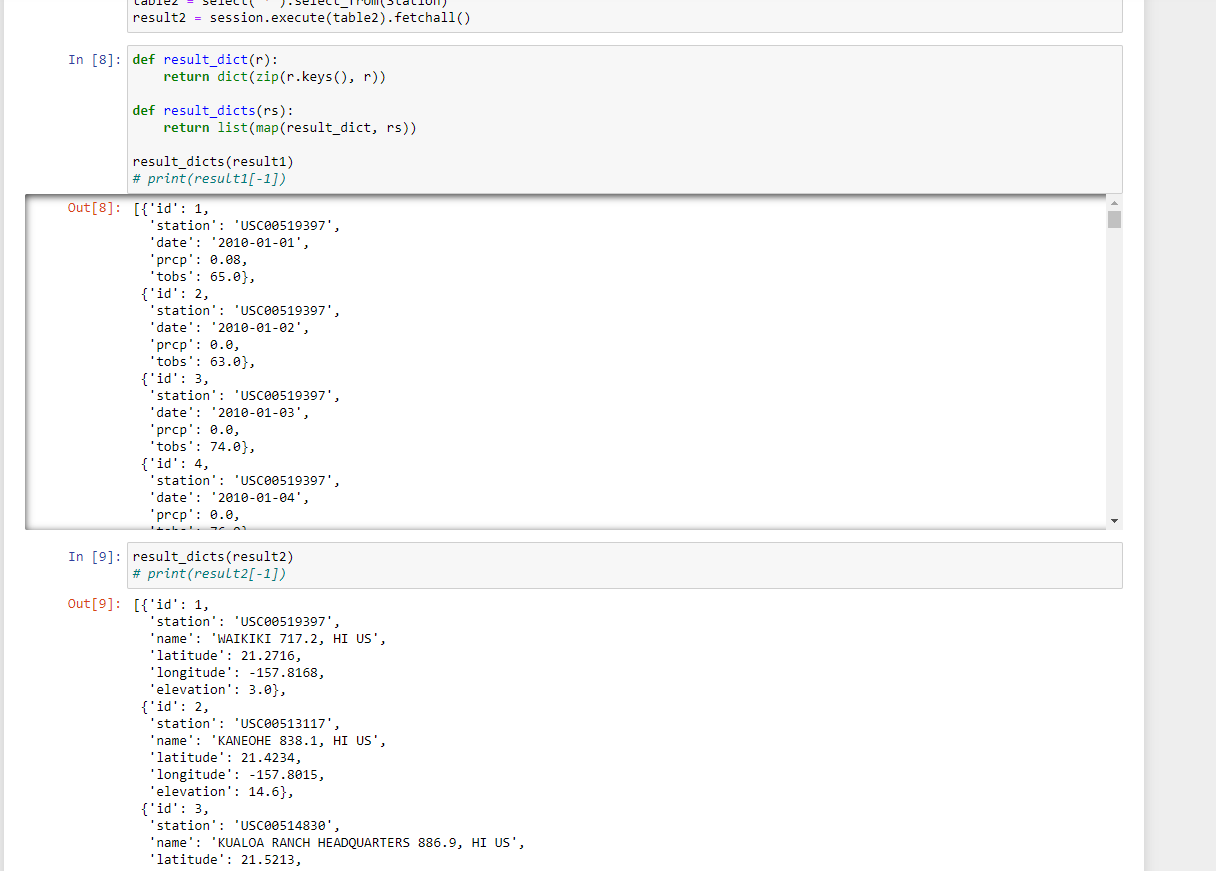 result2 = session.execute(table2).fetchall()
In [8]:
def result_dict(r):
    return dict(zip(r.keys(), r))

def result_dicts(rs):
    return list(map(result_dict, rs))

result_dicts(result1)
# print(result1[-1])
Out[8]:
[{'id': 1,
  'station': 'USC00519397',
  'date': '2010-01-01',
  'prcp': 0.08,
  'tobs': 65.0},
 {'id': 2,
  'station': 'USC00519397',
  'date': '2010-01-02',
  'prcp': 0.0,
  'tobs': 63.0},
 {'id': 3,
  'station': 'USC00519397',
  'date': '2010-01-03',
  'prcp': 0.0,
  'tobs': 74.0},
 {'id': 4,
  'station': 'USC00519397',
  'date': '2010-01-04',
  'prcp': 0.0,
In [9]:
result_dicts(result2)
# print(result2[-1])
Out[9]:
[{'id': 1,
  'station': 'USC00519397',
  'name': 'WAIKIKI 717.2, HI US',
  'latitude': 21.2716,
  'longitude': -157.8168,
  'elevation': 3.0},
 {'id': 2,
  'station': 'USC00513117',
  'name': 'KANEOHE 838.1, HI US',
  'latitude': 21.4234,
  'longitude': -157.8015,
  'elevation': 14.6},
 {'id': 3,
  'station': 'USC00514830',
  'name': 'KUALOA RANCH HEADQUARTERS 886.9, HI US',
  'latitude': 21.5213,